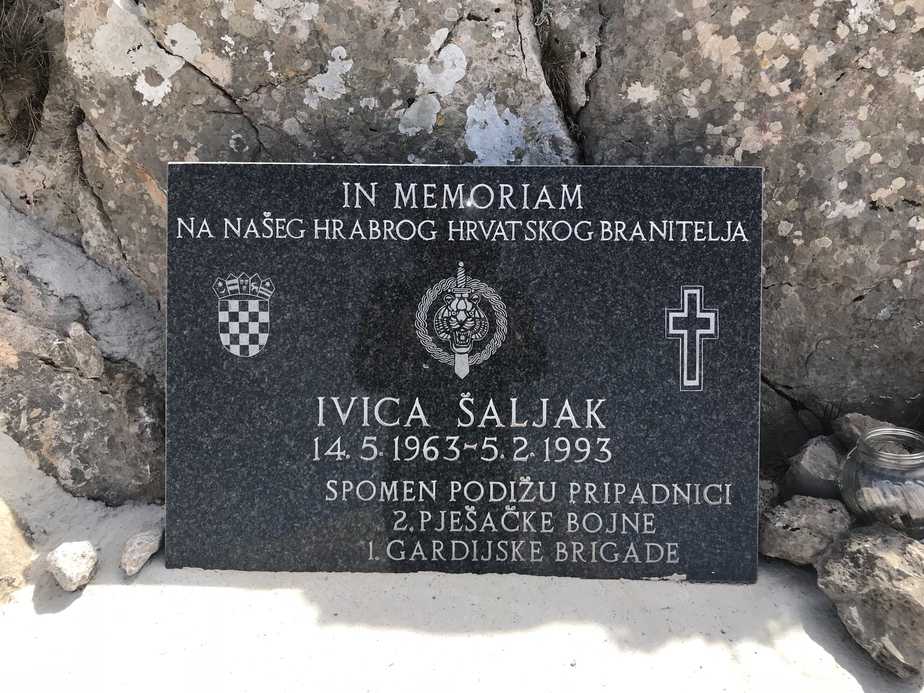 IN MEMORIAM
NA NAŠEG HRABROG HRVATSKOG BRANITELJA
IVICA ŠALJAK
14.5.1963-5.2.1993
SPOMEN PODIŽU PRIPADNICI
2. PJEŠAČKE BOJNE
1. GARDIJSKE BRIGADE